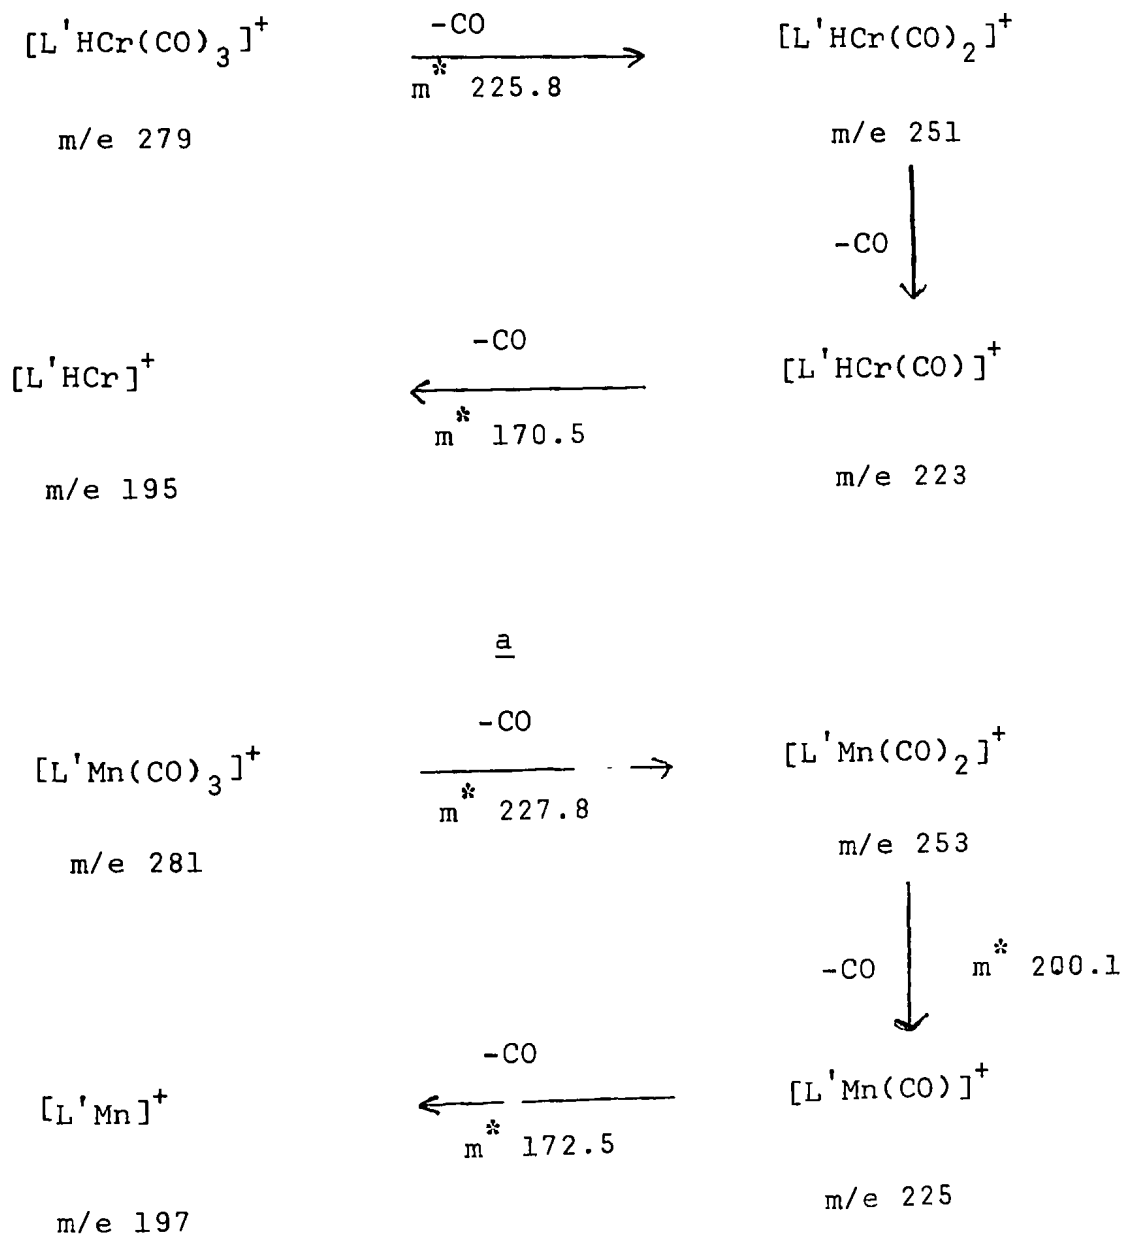 [L'HCr(CO)3]+
-CO
m* 225.8
[L'HCr(CO)2]+
m/e 279
m/e 251
-CO
[L'HCr]+
-CO
m* 170.5
[L'HCr(CO)]+
m/e 195
m/e 223
a
-CO
[L'Mn(CO)3]+
m* 227.8
[L'Mn(CO)2]+
m/e 281
m/e 253
-CO
m* 200.1
-CO
[L'Mn]+
m* 172.5
[L'Mn(CO)]+
m/e 197
m/e 225